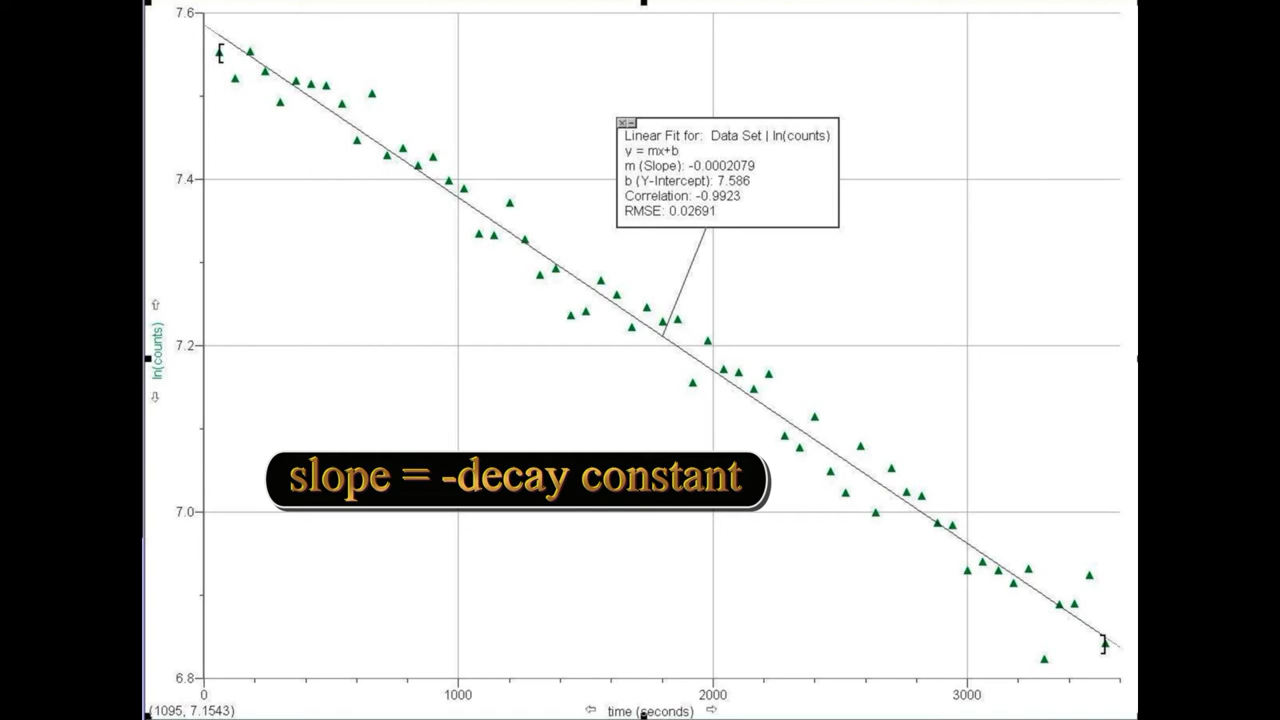 7.6
7.4
7.2
7.0
6.8
ln(counts)
Linear Fit for: Data Set | ln(counts)
y = mx+b
m (Slope): -0.0002079
b (Y-Intercept): 7.586
Correlation: -0.9923
RMSE: 0.02691
slope = -decay constant
0
1000
2000
3000
(1095, 7.1543)
time (seconds)